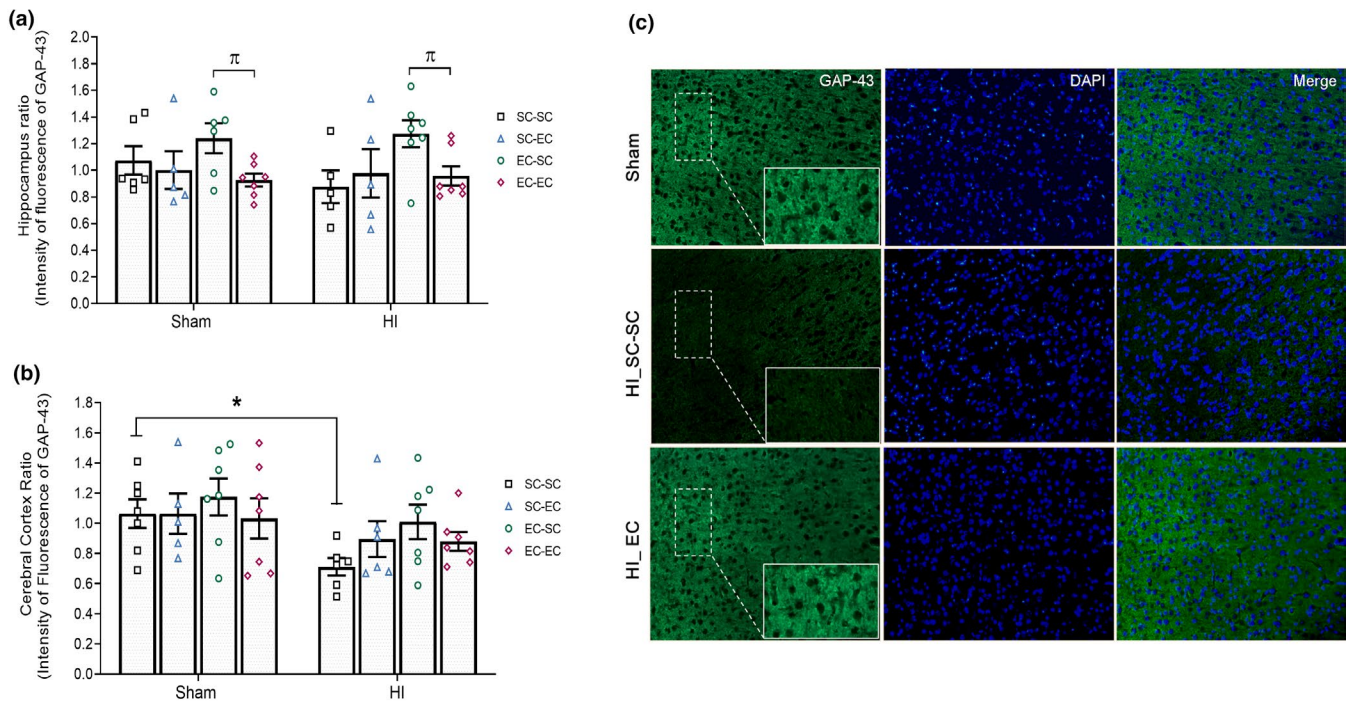 (a)
Hippocampus ratio
(Intensity of fluorescence of GAP-43)
2.0
1.8
1.6
1.4
1.2
1.0
0.8
0.6
0.4
0.2
0.0
π
π
Sham
HI
SC-SC
SC-EC
EC-SC
EC-EC
(b)
Cerebral Cortex Ratio
(Intensity of Fluorescence of GAP-43)
1.8
1.6
1.4
1.2
1.0
0.8
0.6
0.4
0.2
0.0
*
Sham
HI
SC-SC
SC-EC
EC-SC
EC-EC
(c)
GAP-43
DAPI
Merge
Sham
HI_SC-SC
HI_ EC